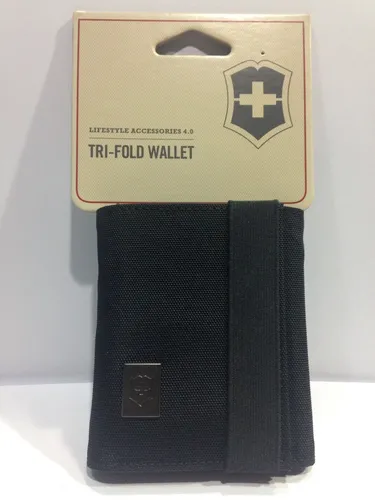 LIFESTYLE ACCESSORIES 4.0
TRI-FOLD WALLET